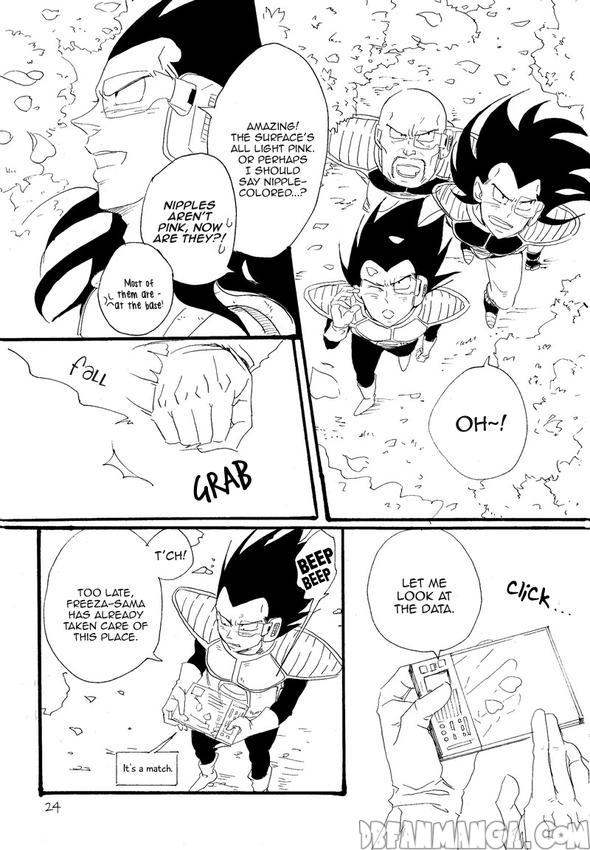 AMAZING!
THE SURFACE'S
ALL LIGHT PINK.
OR PERHAPS
I SHOULD
SAY NIPPLE-
COLORED...?
NIPPLES
AREN'T
PINK, NOW
ARE THEY?!
Most of
them are -
at the base!
OH~!
fall
GRAB
LET ME
LOOK AT
THE DATA.
click...
BEEP
BEEP
T'CH!
TOO LATE,
FREEZA-SAMA
HAS ALREADY
TAKEN CARE OF
THIS PLACE.
It's a match.
24
DBFANMANGA.COM